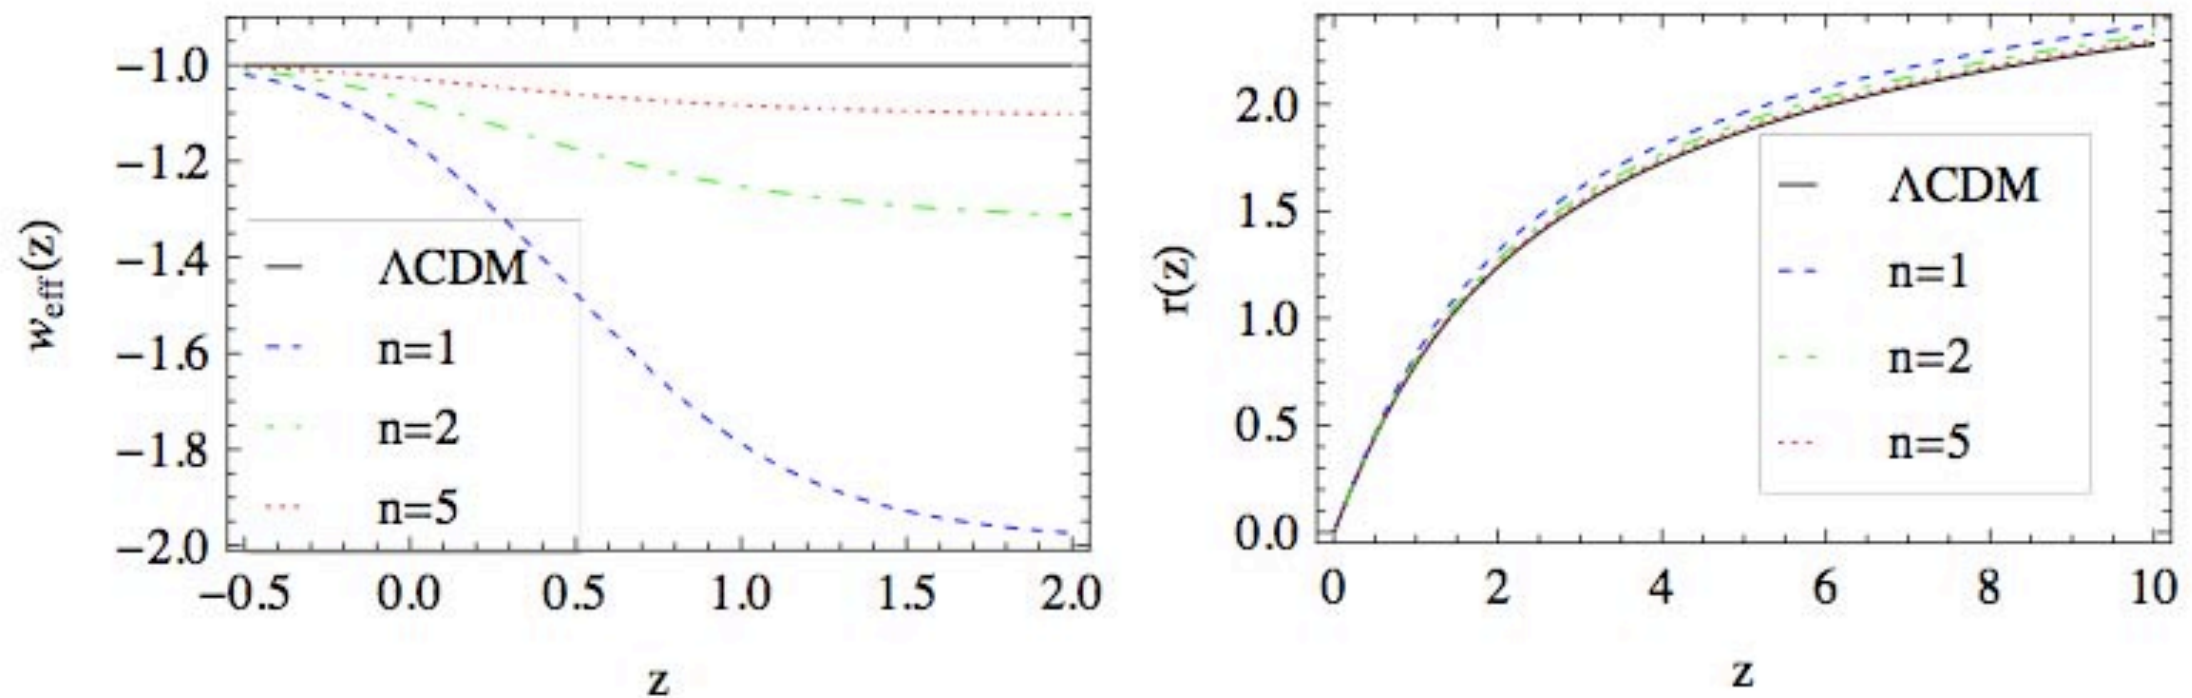 −1.0
−1.2
−1.4
−1.6
−1.8
−2.0
w_eff(z)
ΛCDM
n=1
n=2
n=5
−0.5 0.0 0.5 1.0 1.5 2.0
z
2.0
1.5
1.0
0.5
0.0
r(z)
ΛCDM
n=1
n=2
n=5
0 2 4 6 8 10
z